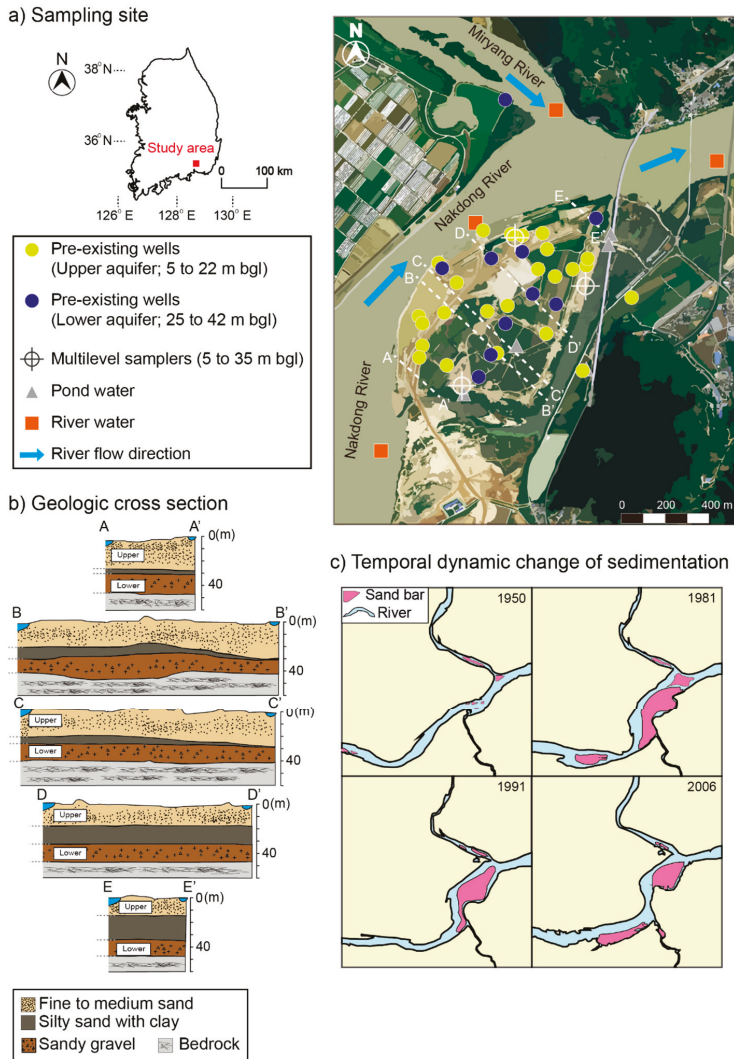 a) Sampling site
N
38°N
36°N
Study area
0 100 km
126°E
128°E
130°E
Pre-existing wells
(Upper aquifer; 5 to 22 m bgl)
Pre-existing wells
(Lower aquifer; 25 to 42 m bgl)
Multilevel samplers (5 to 35 m bgl)
Pond water
River water
River flow direction
N
Miryang River
Nakdong River
Nakdong River
E
E'
D
C
B
D'
A
A'
C'
B'
0 200 400 m
b) Geologic cross section
A A'
0(m)
Upper
Lower
40
B B'
0(m)
40
C C'
0(m)
Upper
Lower
40
D D'
0(m)
Upper
Lower
40
E E'
0(m)
Upper
Lower
40
Fine to medium sand
Silty sand with clay
Sandy gravel
Bedrock
c) Temporal dynamic change of sedimentation
Sand bar
River
1950
1981
1991
2006